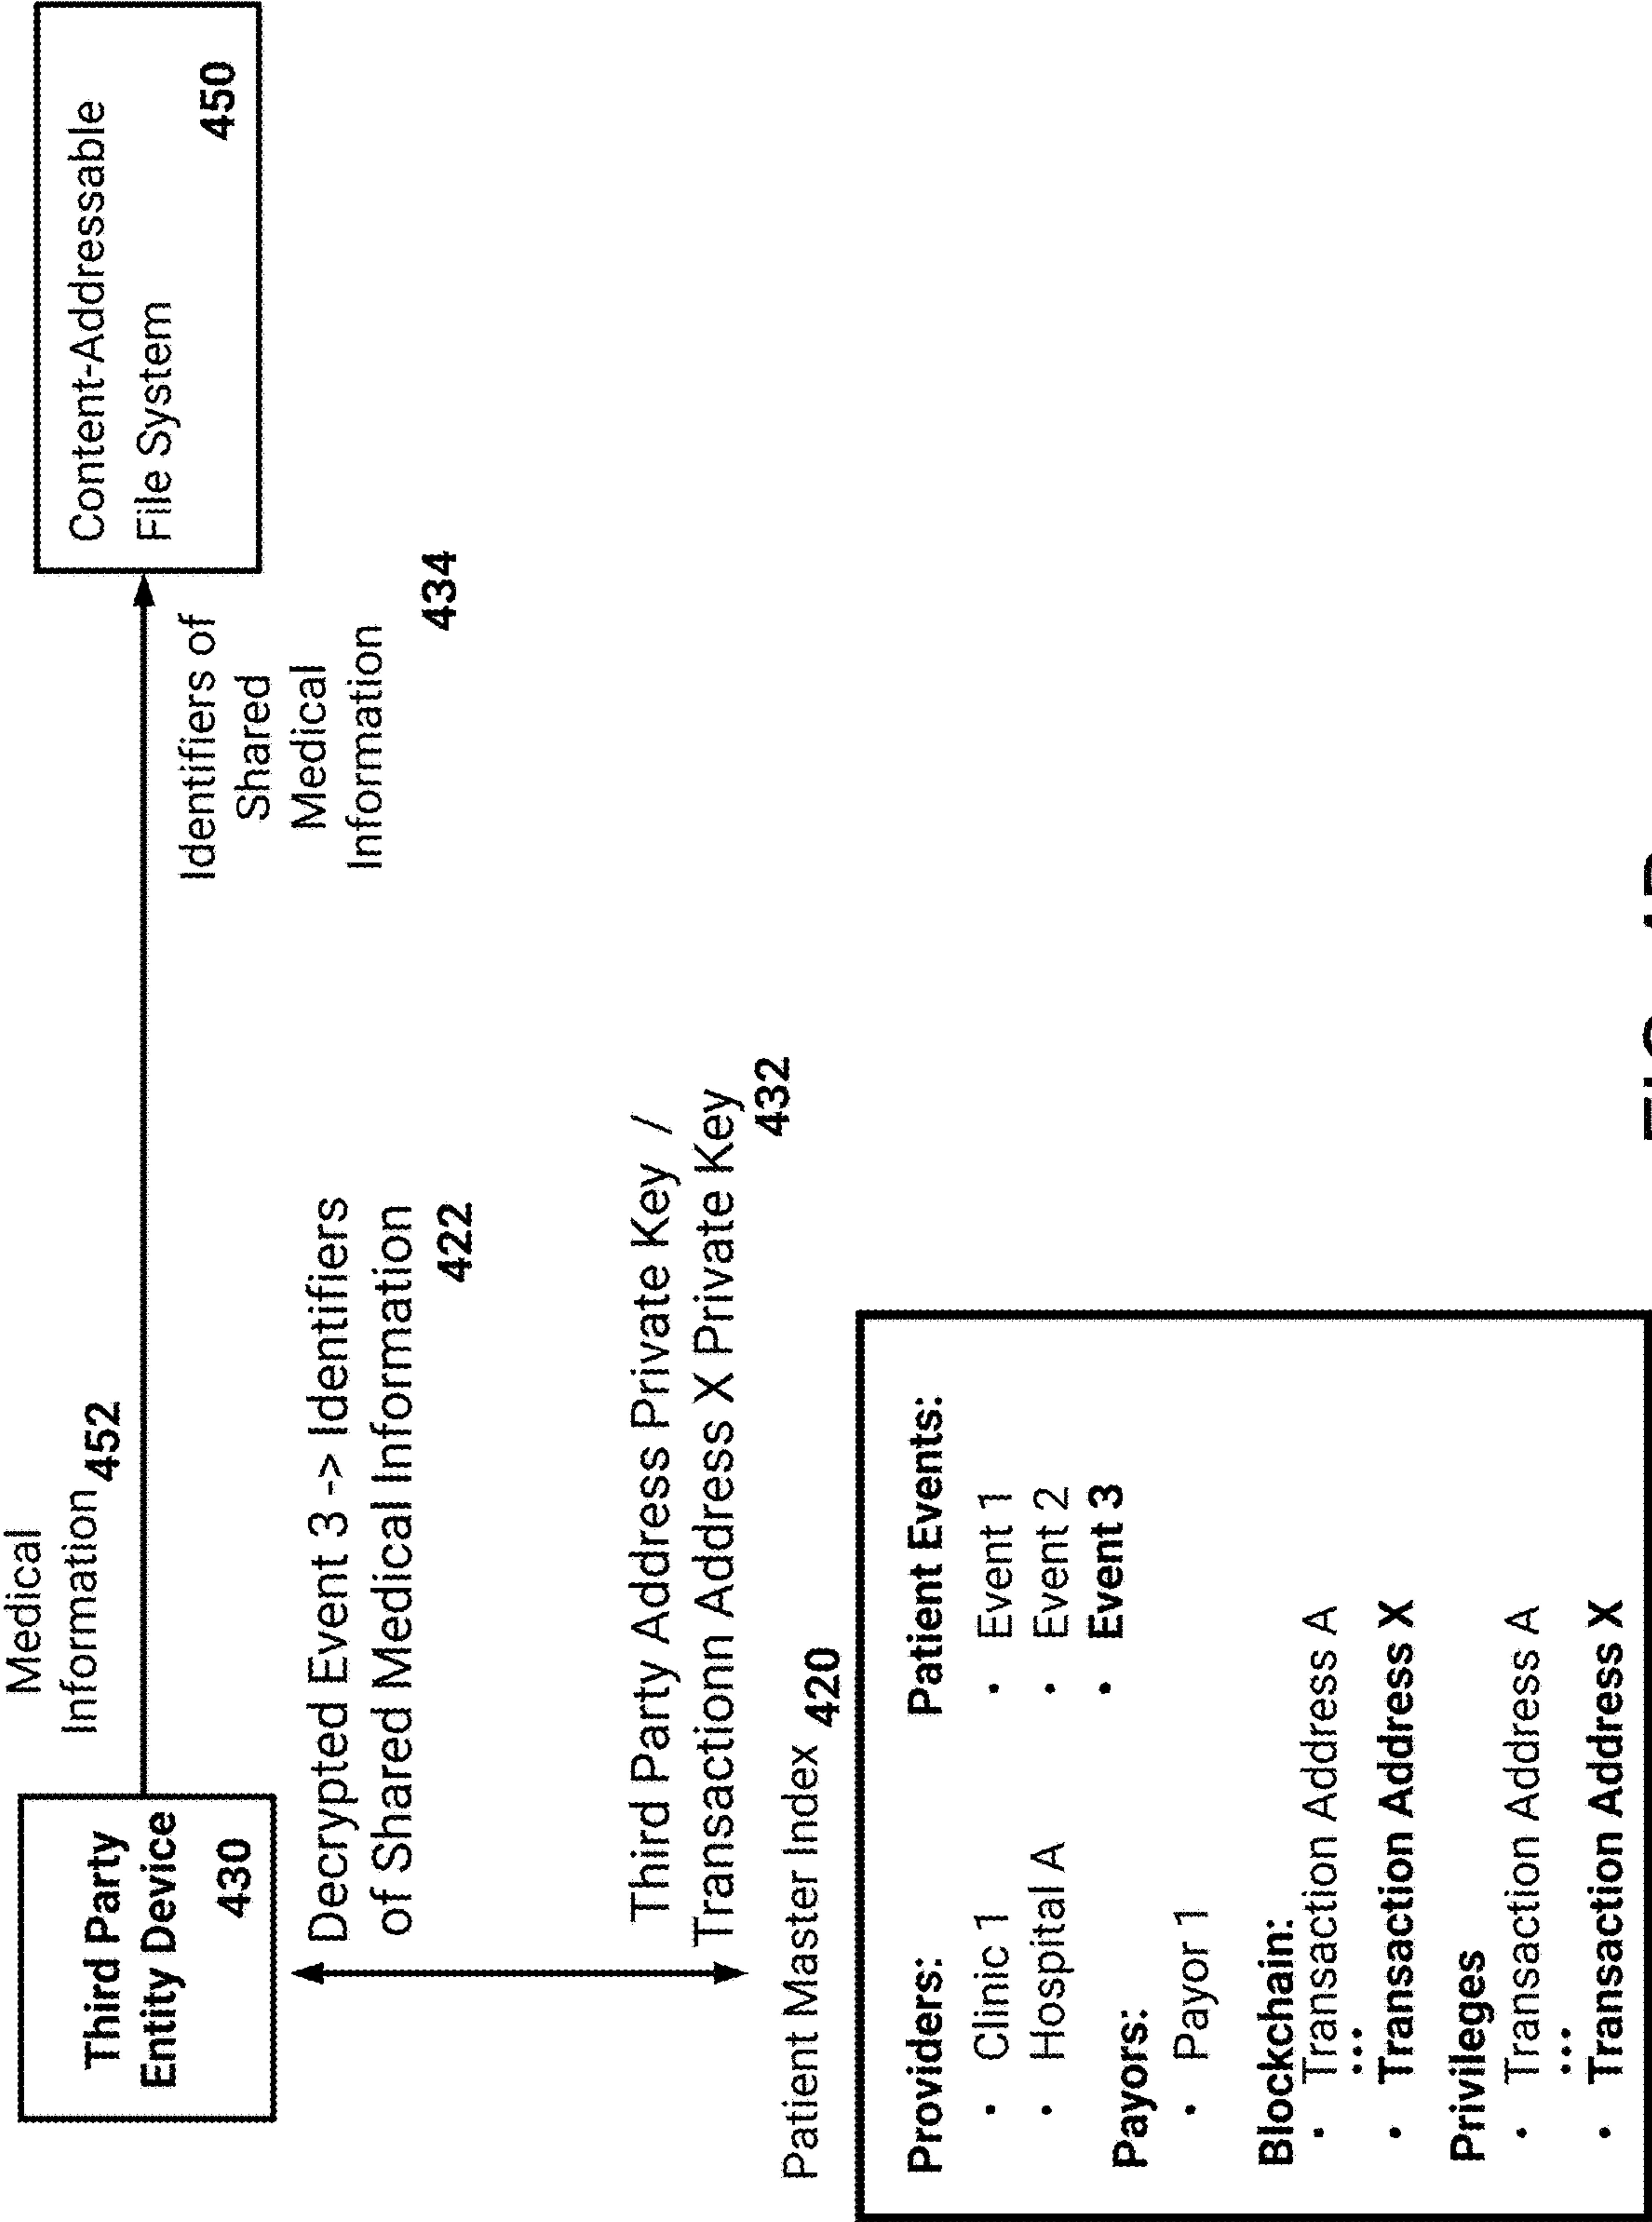 Medical
Information
452
Third Party
Entity Device
430
Content-Addressable
File System
450
Identifiers of
Shared
Medical
Information
434
Decrypted Event 3 -> Identifiers
of Shared Medical Information
422
Third Party Address Private Key /
Transactionn Address X Private Key
432
Patient Master Index 420
Providers:
• Clinic 1
• Hospital A
Patient Events:
• Event 1
• Event 2
• Event 3
Payors:
• Payor 1
Blockchain:
• Transaction Address A
...
• Transaction Address X
Privileges
• Transaction Address A
...
• Transaction Address X